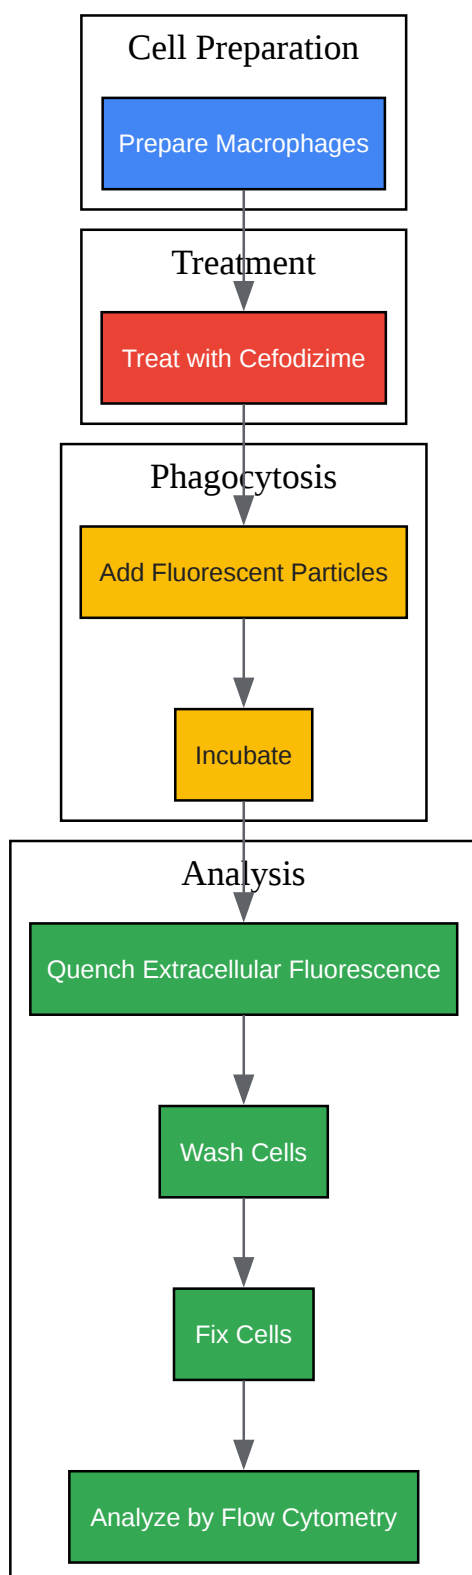 Cell Preparation
Prepare Macrophages
Treatment
Treat with Cefodizime
Phagocytosis
Add Fluorescent Particles
Incubate
Analysis
Quench Extracellular Fluorescence
Wash Cells
Fix Cells
Analyze by Flow Cytometry